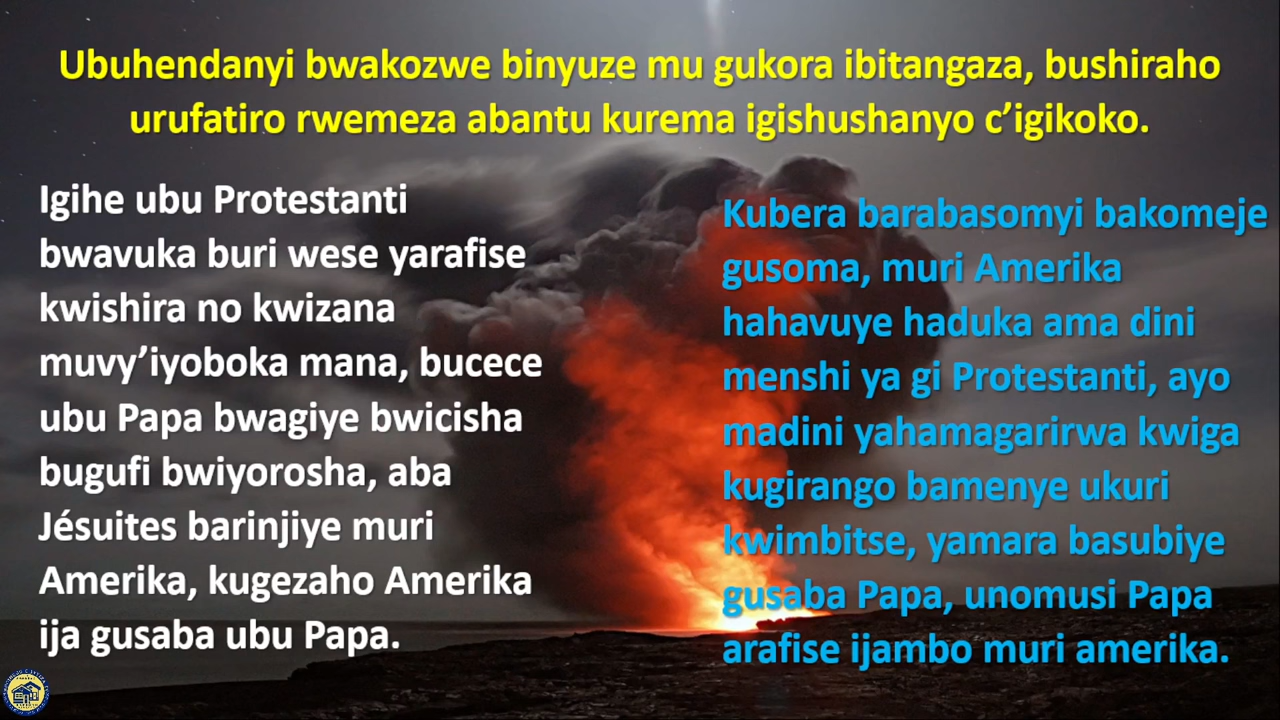 Ubuhendanyi bwakozwe binyuze mu gukora ibitangaza, bushiraho
urufatiro rwemeza abantu kurema igishushanyo c’igikoko.
Igihe ubu Protestanti
bwavuka buri wese yarafise
kwishira no kwizana
muvy’iyoboka mana, bucece
ubu Papa bwagiye bwicisha
bugufi bwiyorosha, aba
Jésuites barinjiye muri
Amerika, kugezaho Amerika
ija gusaba ubu Papa.
Kubera barabasomyi bakomeje
gusoma, muri Amerika
hahavuye haduka ama dini
menshi ya gi Protestanti, ayo
madini yahamagarirwa kwiga
kugirango bamenye ukuri
kwimbitse, yamara basubiye
gusaba Papa, unomusi Papa
arafise ijambo muri amerika.